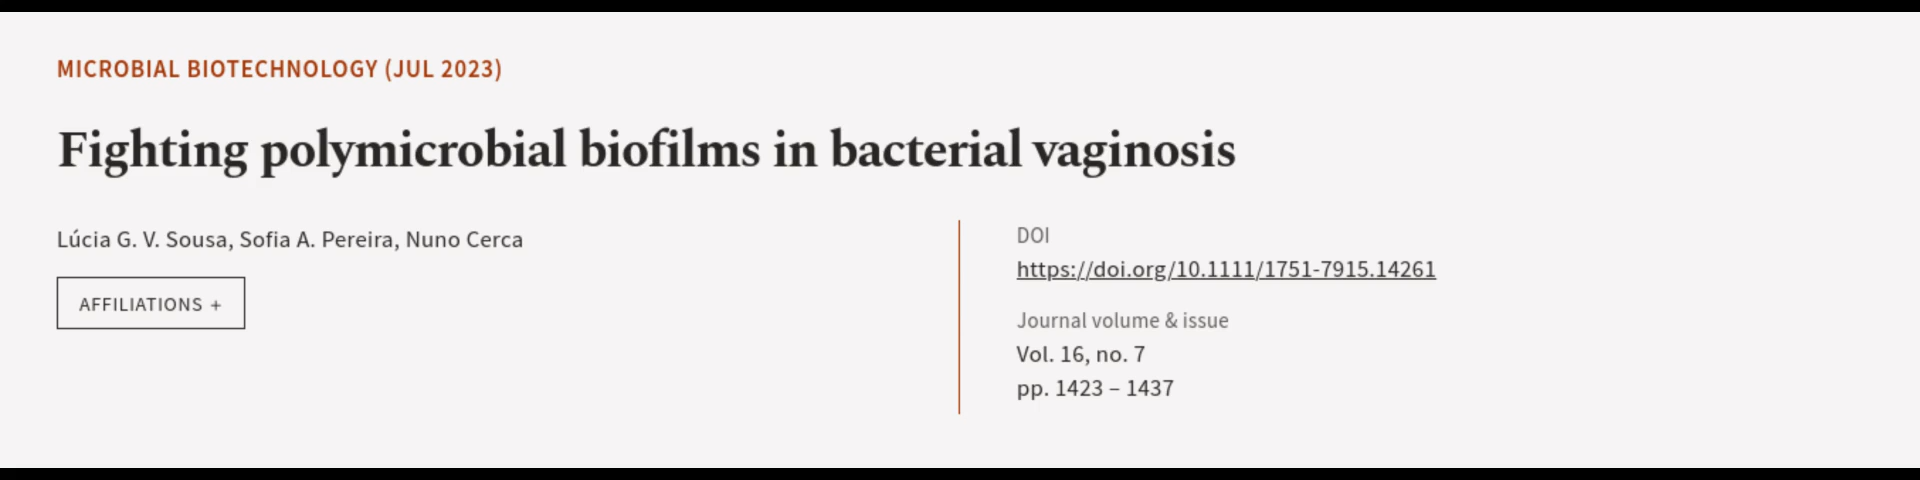 MICROBIAL BIOTECHNOLOGY (JUL 2023)
Fighting polymicrobial biofilms in bacterial vaginosis
Lúcia G. V. Sousa, Sofia A. Pereira, Nuno Cerca
AFFILIATIONS +
DOI
https://doi.org/10.1111/1751-7915.14261
Journal volume & issue
Vol. 16, no. 7
pp. 1423 – 1437